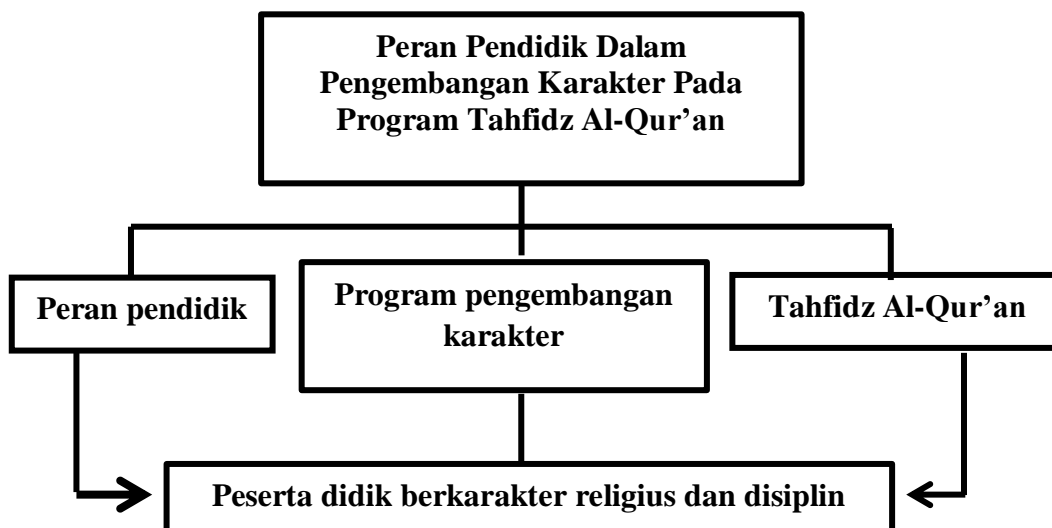 Peran Pendidik Dalam
Pengembangan Karakter Pada
Program Tahfidz Al-Qur’an
Peran pendidik
Program pengembangan
karakter
Tahfidz Al-Qur’an
Peserta didik berkarakter religius dan disiplin